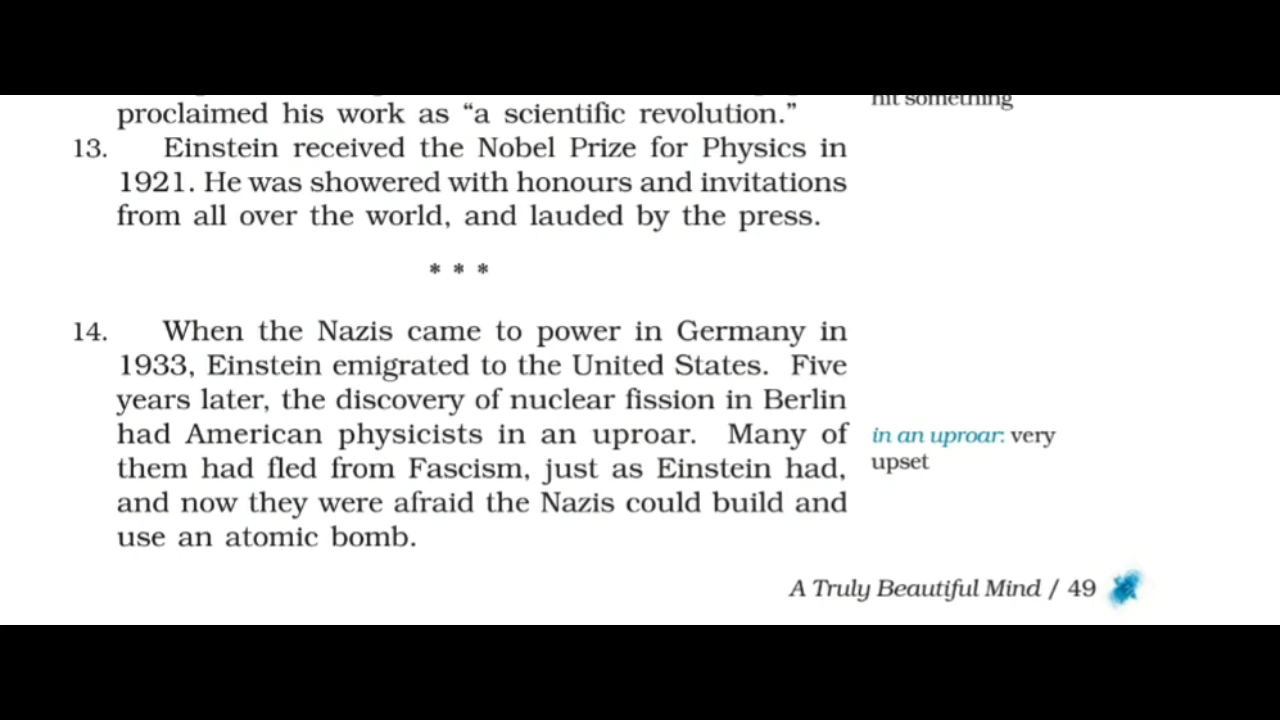 hit something
proclaimed his work as “a scientific revolution.”
13. Einstein received the Nobel Prize for Physics in
1921. He was showered with honours and invitations
from all over the world, and lauded by the press.
* * *
14. When the Nazis came to power in Germany in
1933, Einstein emigrated to the United States. Five
years later, the discovery of nuclear fission in Berlin
had American physicists in an uproar. Many of
them had fled from Fascism, just as Einstein had,
and now they were afraid the Nazis could build and
use an atomic bomb.
in an uproar: very
upset
A Truly Beautiful Mind / 49